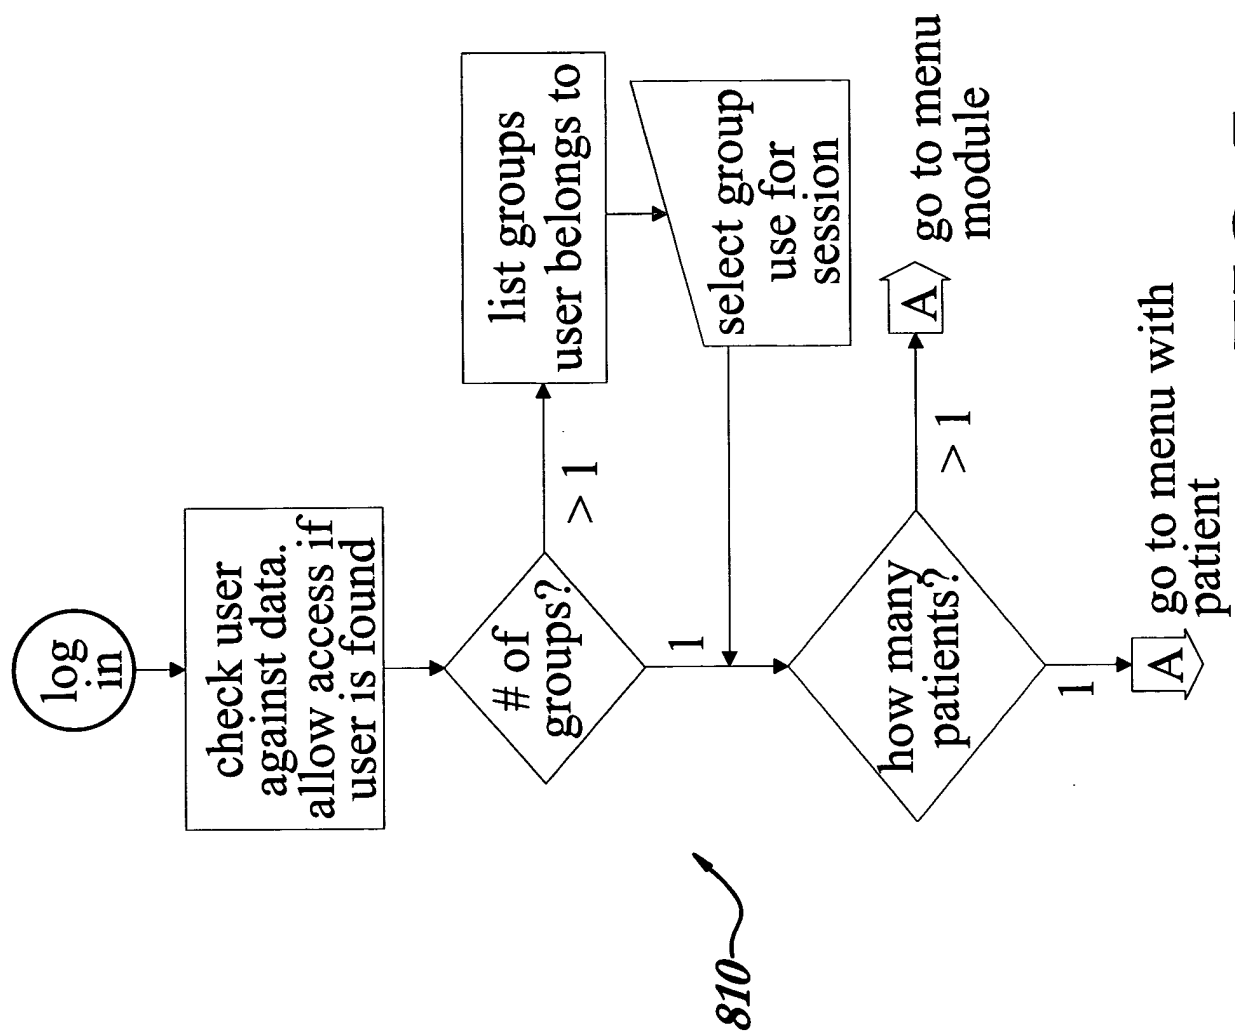 log
in
check user
against data.
allow access if
user is found
# of
groups?
> 1
list groups
user belongs to
select group
use for
session
1
how many
patients?
> 1
A
go to menu
module
1
A
go to menu with
patient
810